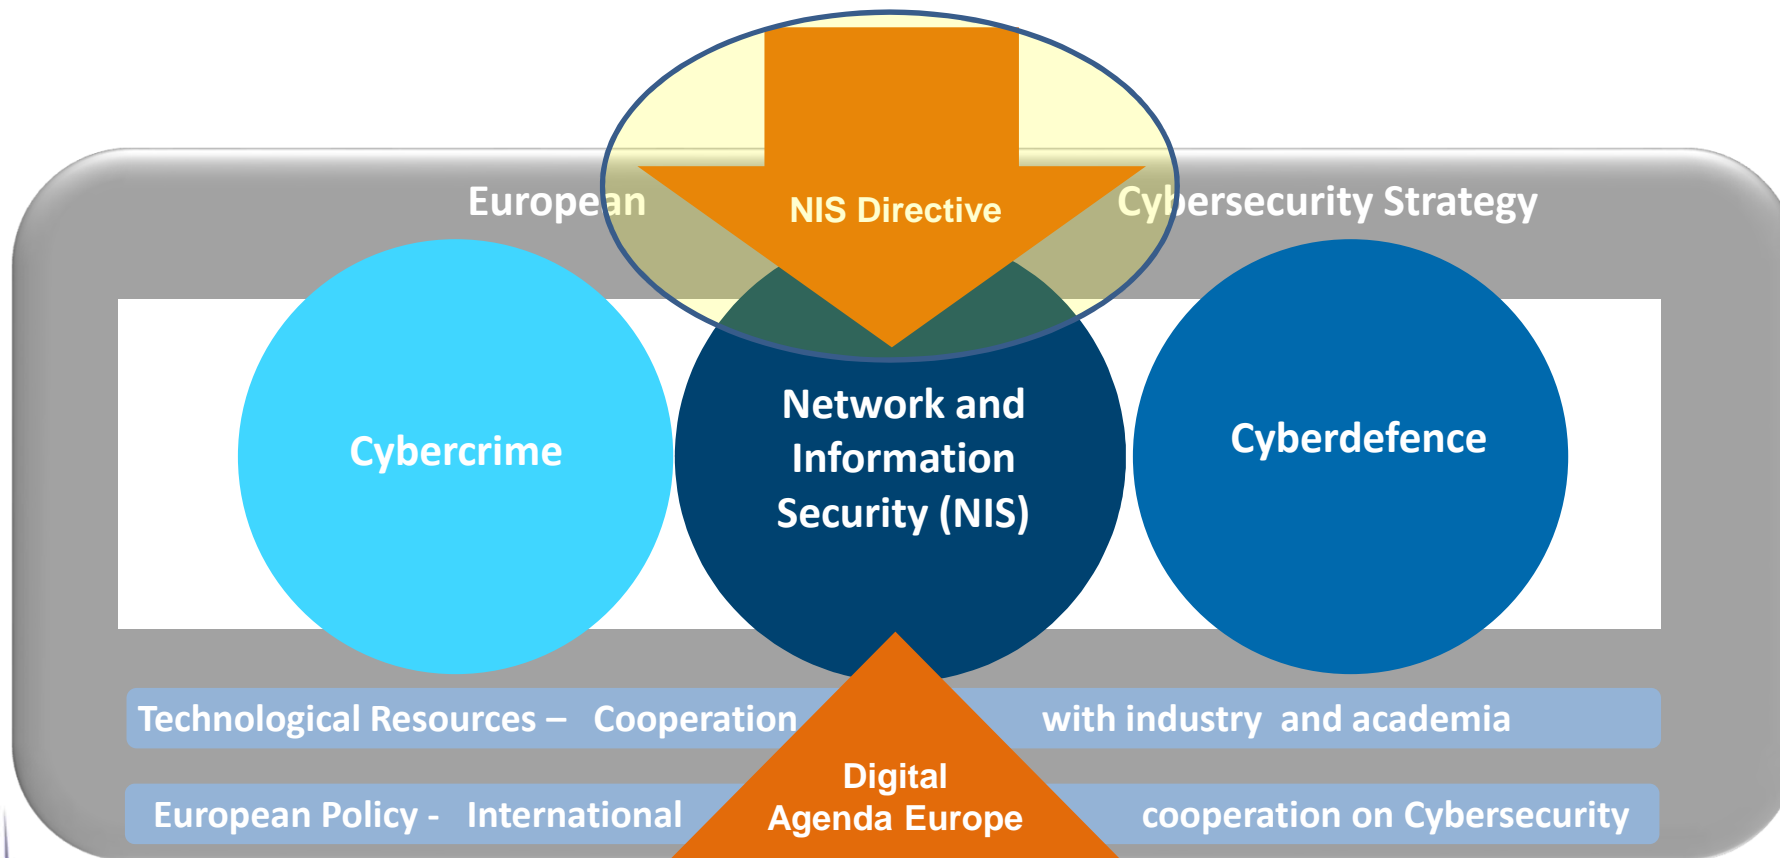 European Cybersecurity Strategy
NIS Directive
Cybercrime
Network and
Information
Security (NIS)
Cyberdefence
Technological Resources – Cooperation with industry and academia
Digital
Agenda Europe
European Policy - International cooperation on Cybersecurity